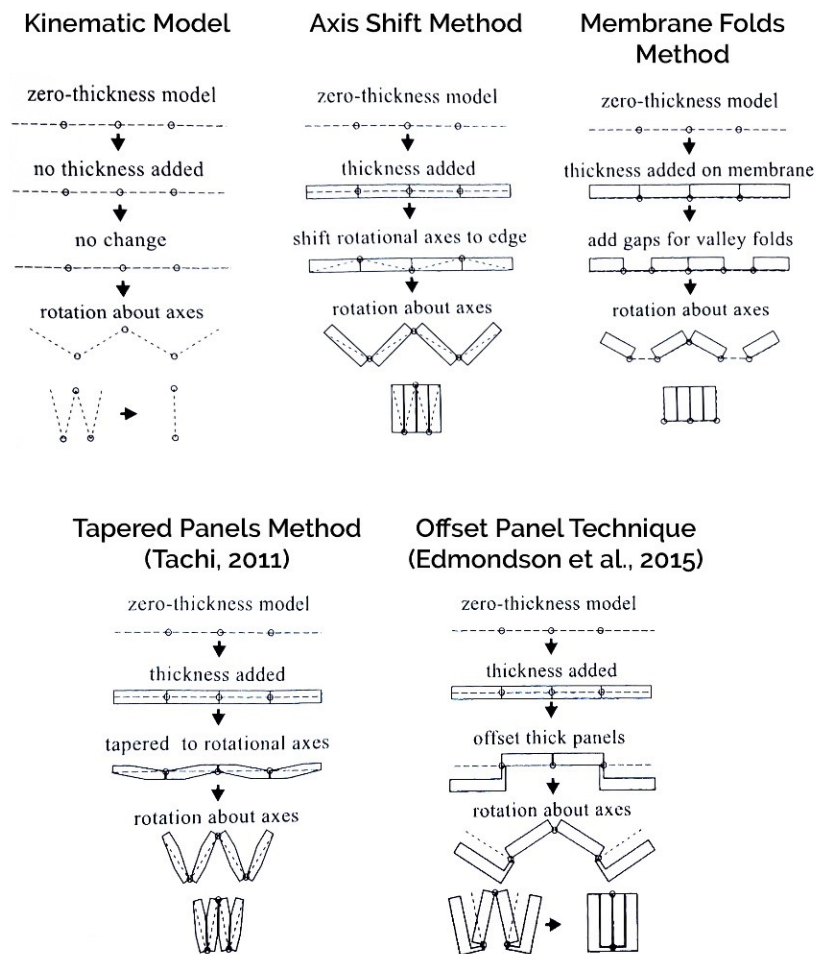 Kinematic Model
zero-thickness model
no thickness added
no change
rotation about axes
Axis Shift Method
zero-thickness model
thickness added
shift rotational axes to edge
rotation about axes
Membrane Folds
Method
zero-thickness model
thickness added on membrane
add gaps for valley folds
rotation about axes
Tapered Panels Method
(Tachi, 2011)
zero-thickness model
thickness added
tapered to rotational axes
rotation about axes
Offset Panel Technique
(Edmondson et al., 2015)
zero-thickness model
thickness added
offset thick panels
rotation about axes